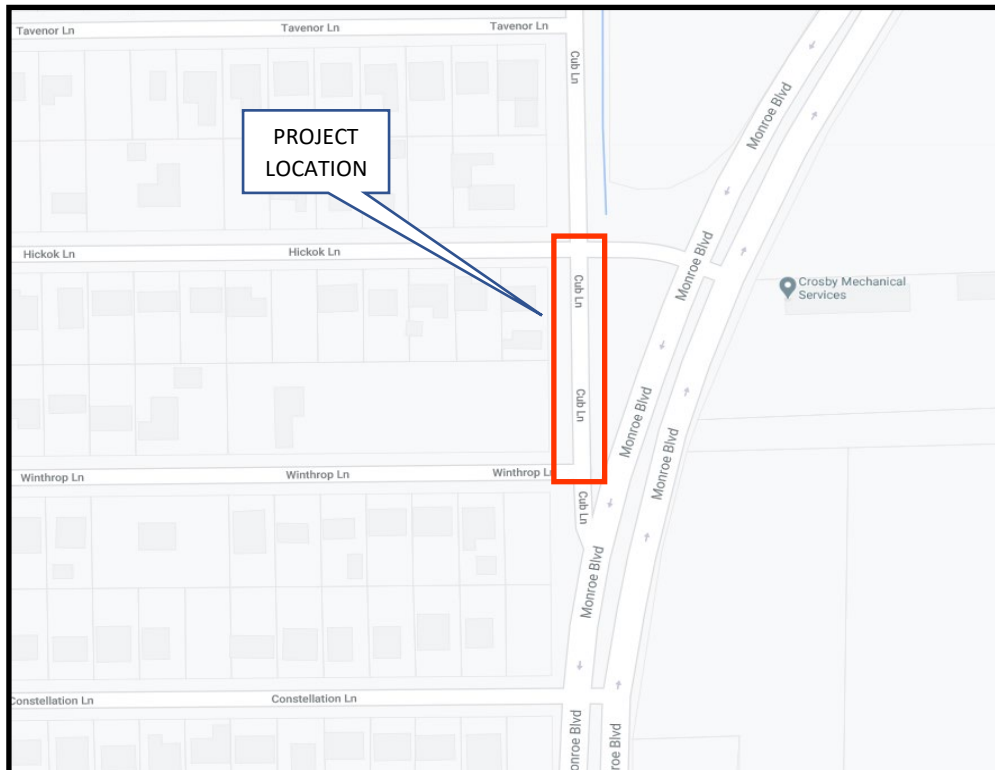 Tavenor Ln
Tavenor Ln
Tavenor Ln
Cub Ln
Monroe Blvd
PROJECT
LOCATION
Hickok Ln
Hickok Ln
Monroe Blvd
Cub Ln
Crosby Mechanical
Services
Cub Ln
Monroe Blvd
Monroe Blvd
Winthrop Ln
Winthrop Ln
Winthrop Ln
Cub Ln
Monroe Blvd
Constellation Ln
Constellation Ln
onroe Blvd
roe Blvd